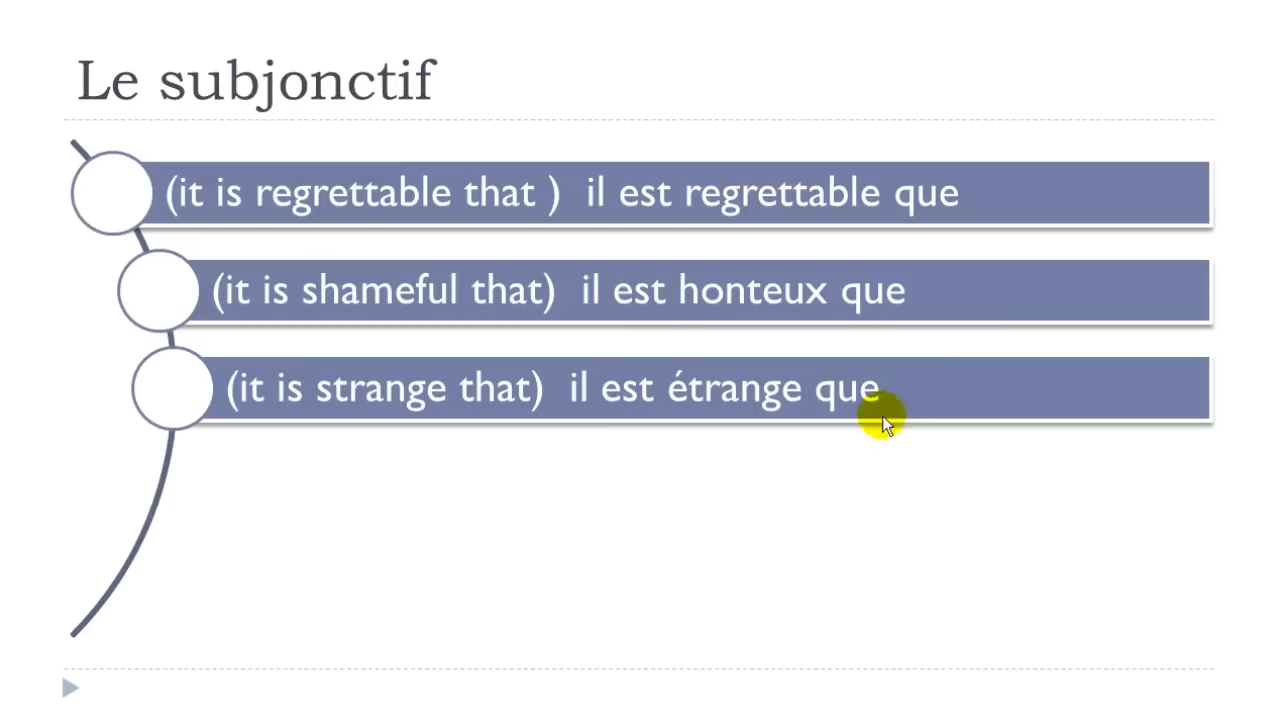 Le subjonctif
(it is regrettable that ) il est regrettable que
(it is shameful that) il est honteux que
(it is strange that) il est étrange que